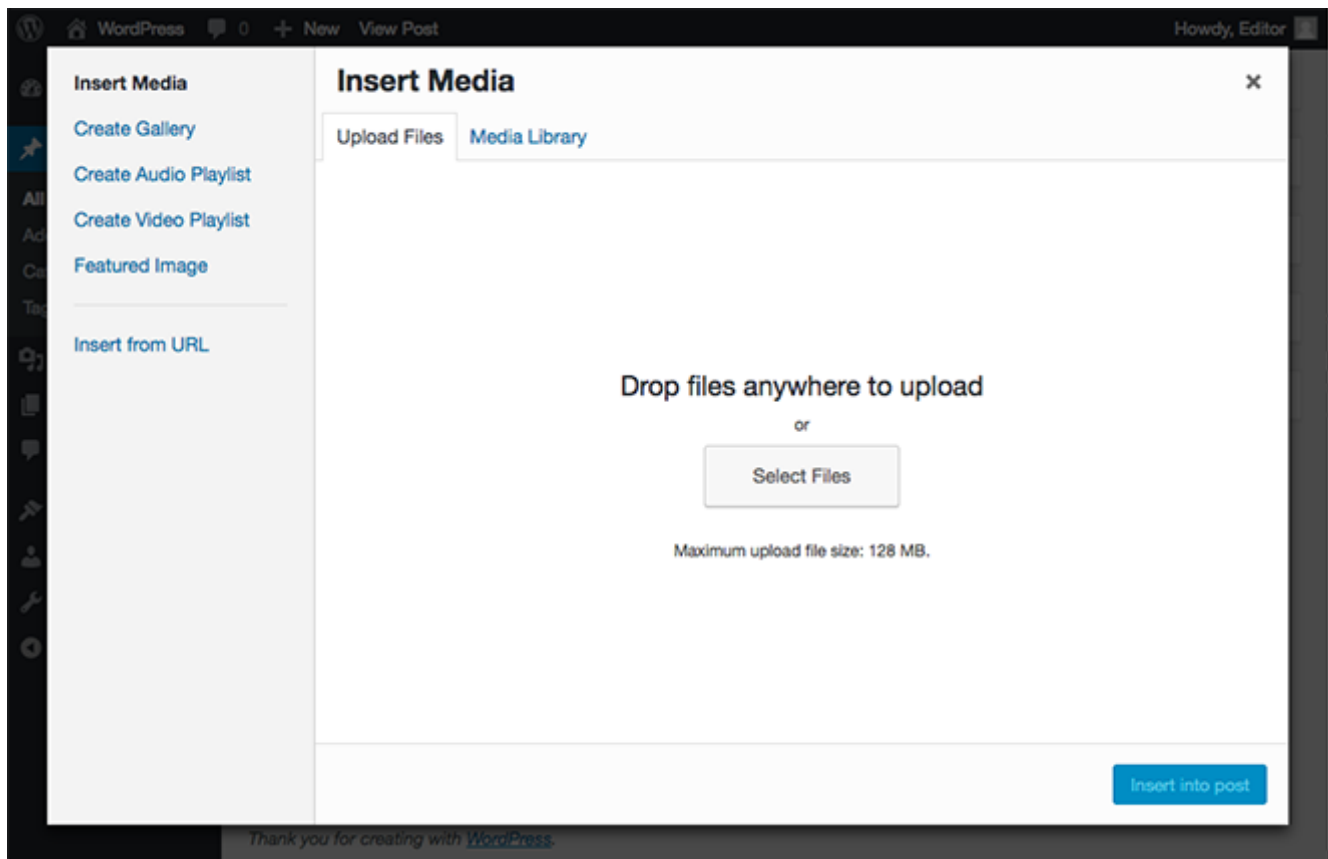 WordPress 0 New View Post Howdy, Editor
Insert Media
Create Gallery
Create Audio Playlist
Create Video Playlist
Featured Image
Insert from URL
Insert Media
Upload Files Media Library
Drop files anywhere to upload
or
Select Files
Maximum upload file size: 128 MB.
Insert into post
All
Thank you for creating with WordPress.